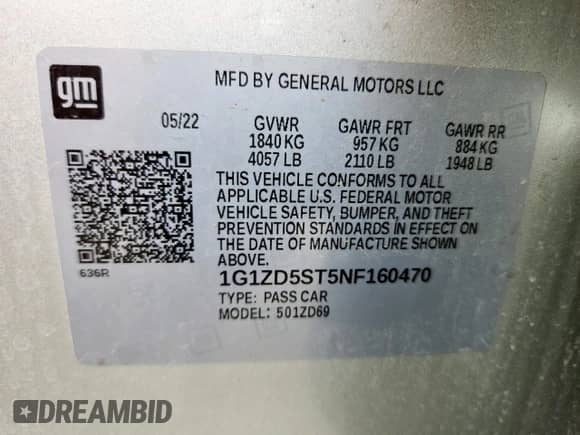 gm
MFD BY GENERAL MOTORS LLC
05/22 GVWR GAWR FRT GAWR RR
1840 KG 957 KG 884 KG
4057 LB 2110 LB 1948 LB
THIS VEHICLE CONFORMS TO ALL
APPLICABLE U.S. FEDERAL MOTOR
VEHICLE SAFETY, BUMPER, AND THEFT
PREVENTION STANDARDS IN EFFECT ON
THE DATE OF MANUFACTURE SHOWN
ABOVE.
636R
1G1ZD5ST5NF160470
TYPE: PASS CAR
MODEL: 501ZD69
DREAMBID